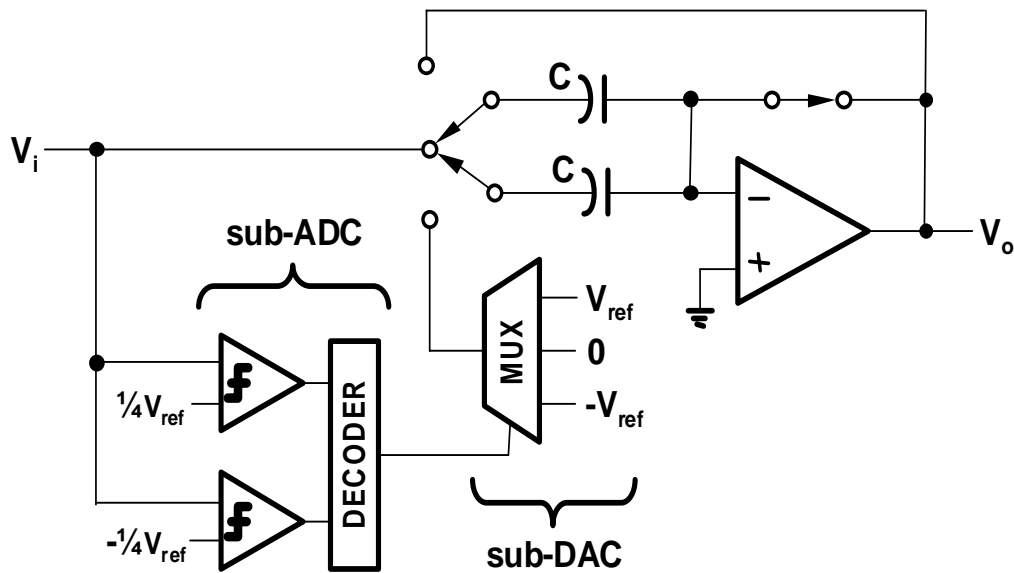 C
V_i
C
sub-ADC
−
+
V_o
V_ref
0
-V_ref
MUX
¼V_ref
DECODER
-¼V_ref
sub-DAC